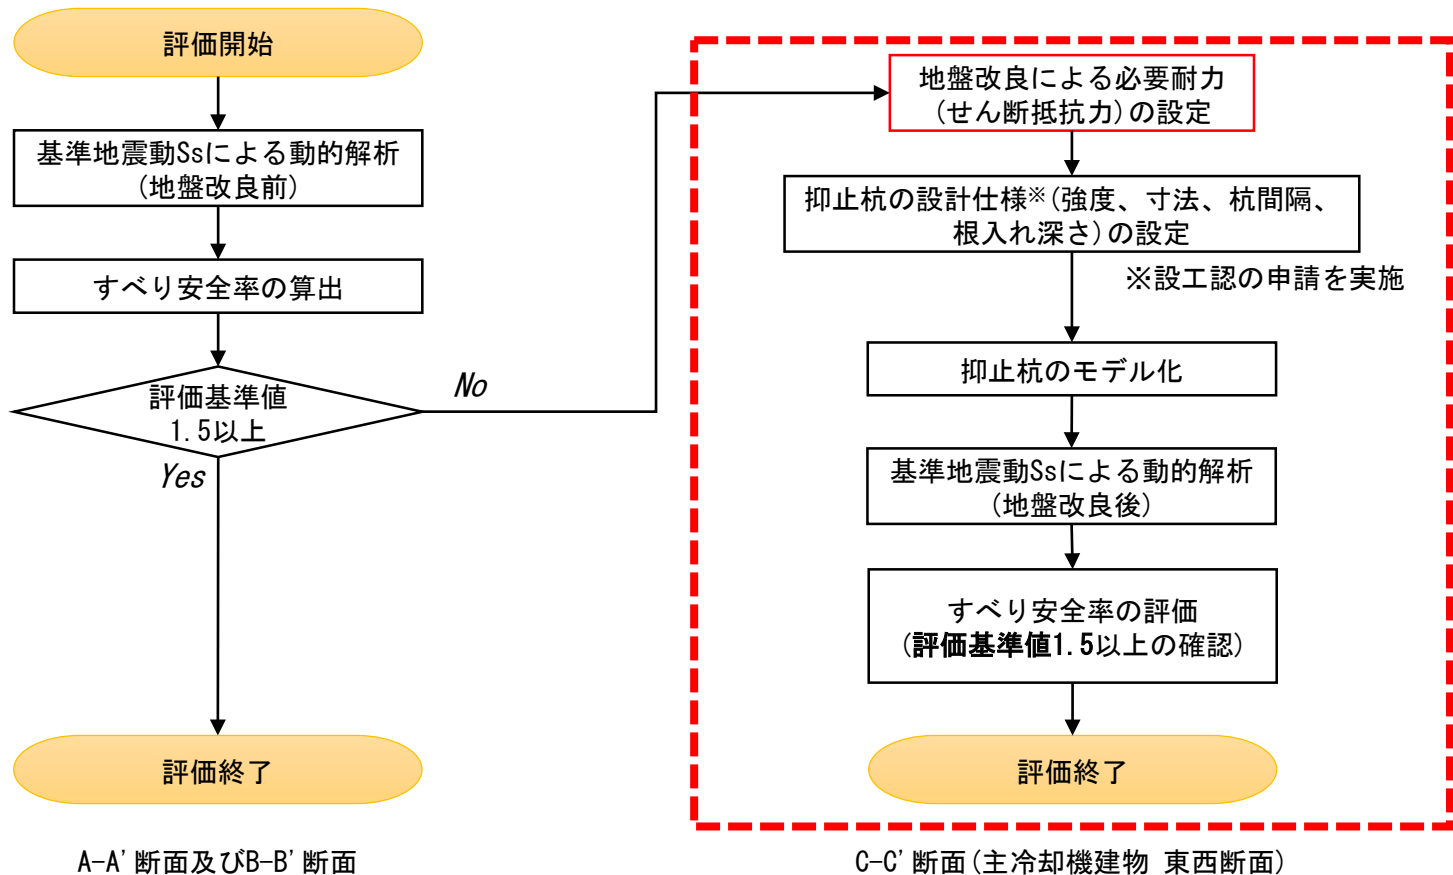 評価開始
基準地震動Ssによる動的解析
(地盤改良前)
すべり安全率の算出
評価基準値
1.5以上
No
Yes
評価終了
A-A'断面及びB-B'断面
地盤改良による必要耐力
(せん断抵抗力)の設定
抑止杭の設計仕様※(強度、寸法、杭間隔、
根入れ深さ)の設定
※設工認の申請を実施
抑止杭のモデル化
基準地震動Ssによる動的解析
(地盤改良後)
すべり安全率の評価
(評価基準値1.5以上の確認)
評価終了
C-C'断面(主冷却機建物 東西断面)